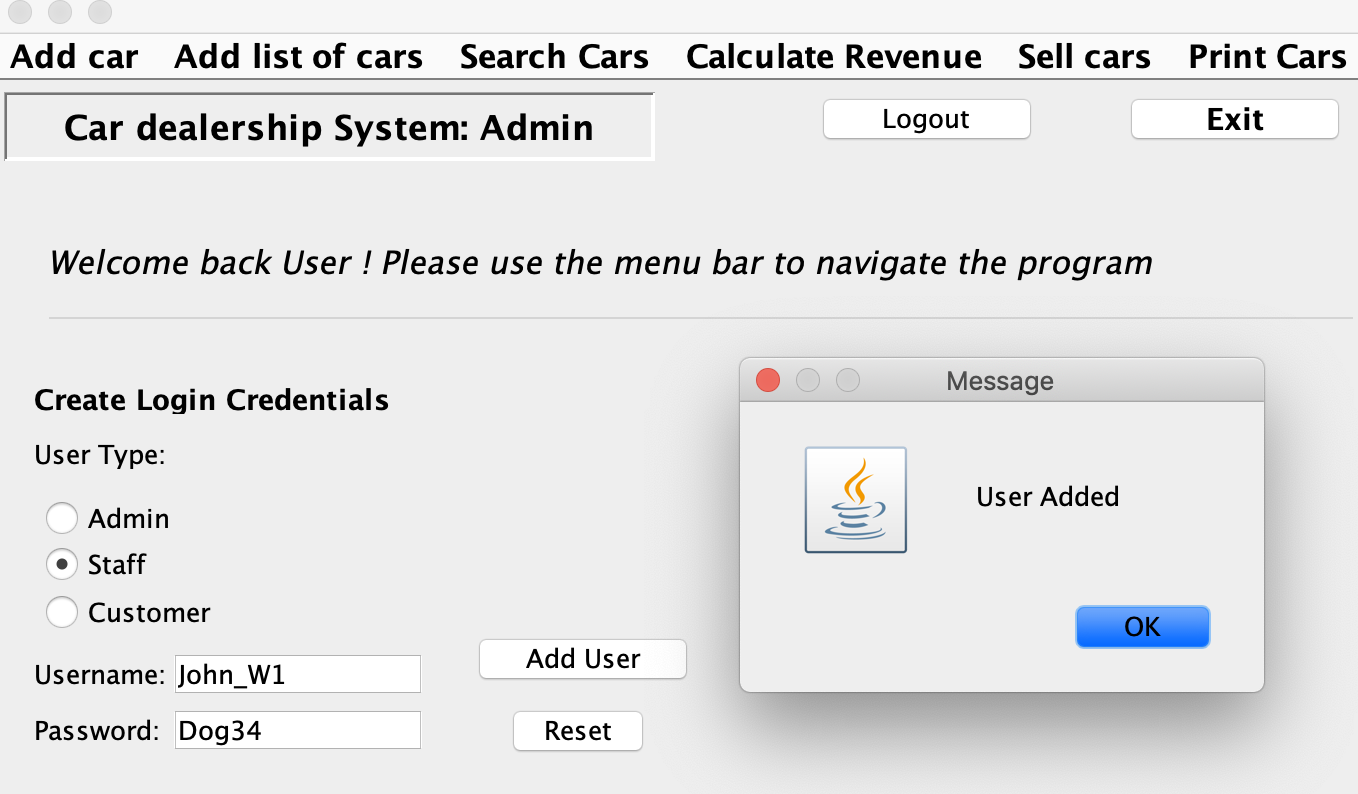 Add car Add list of cars Search Cars Calculate Revenue Sell cars Print Cars
Car dealership System: Admin
Logout
Exit
Welcome back User ! Please use the menu bar to navigate the program
Create Login Credentials
User Type:
Admin
Staff
Customer
Username: John_W1
Password: Dog34
Add User
Reset
Message
User Added
OK